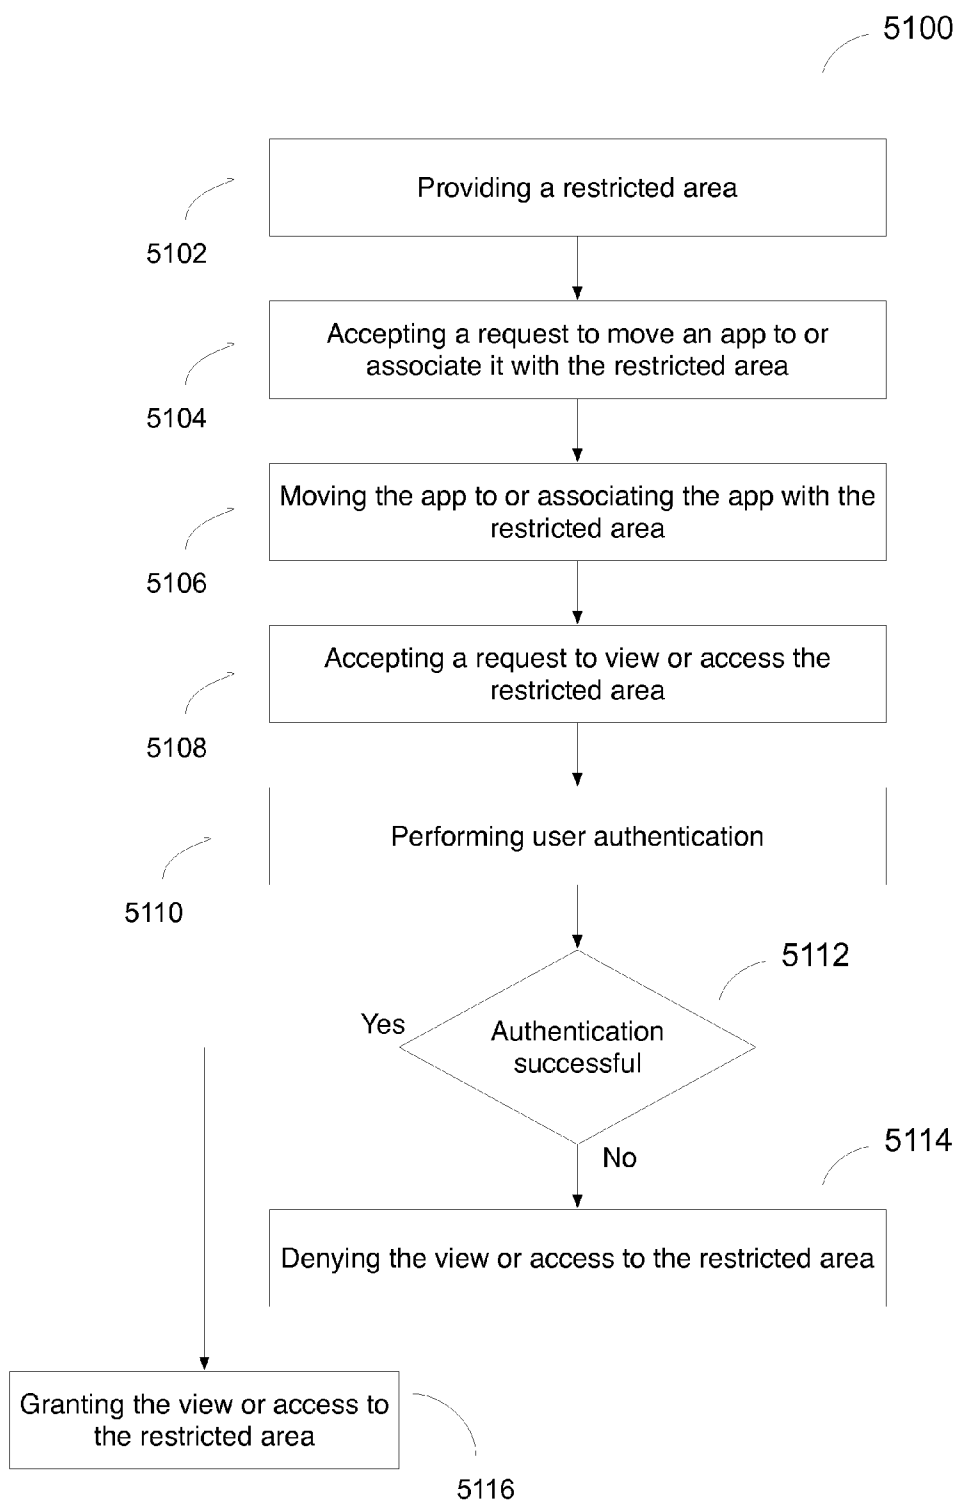 5100
Providing a restricted area
5102
Accepting a request to move an app to or
associate it with the restricted area
5104
Moving the app to or associating the app with the
restricted area
5106
Accepting a request to view or access the
restricted area
5108
Performing user authentication
5110
5112
Yes
Authentication
successful
No
5114
Denying the view or access to the restricted area
Granting the view or access to
the restricted area
5116